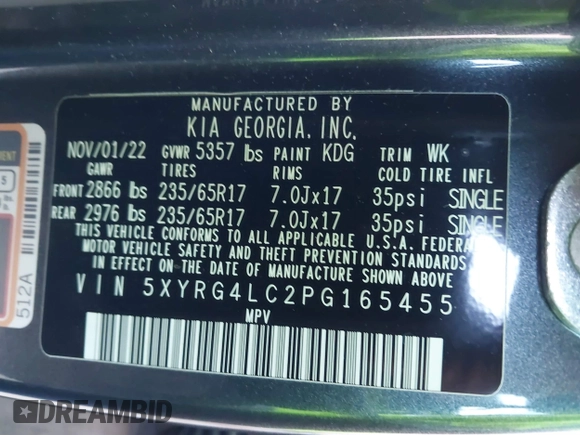 MANUFACTURED BY
KIA GEORGIA, INC.
NOV/01/22 GVWR 5357 lbs PAINT KDG TRIM WK
GAWR TIRES RIMS COLD TIRE INFL
FRONT 2866 lbs 235/65R17 7.0Jx17 35psi SINGLE
REAR 2976 lbs 235/65R17 7.0Jx17 35psi SINGLE
THIS VEHICLE CONFORMS TO ALL APPLICABLE U.S.A. FEDERAL
MOTOR VEHICLE SAFETY AND THEFT PREVENTION STANDARDS
IN EFFECT ON THE DATE OF MANUFACTURE SHOWN ABOVE
VIN 5XYRG4LC2PG165455
MPV
512A
DREAMBID